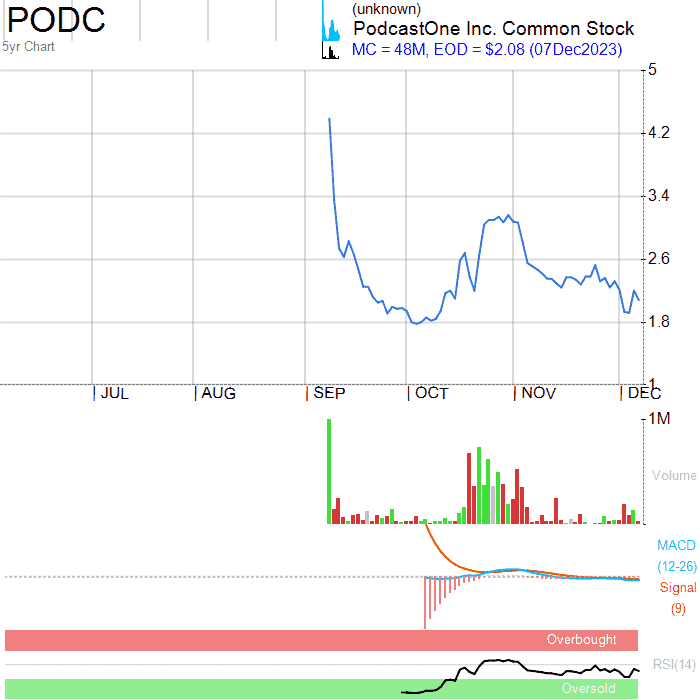 PODC
5yr Chart
(unknown)
PodcastOne Inc. Common Stock
MC = 48M, EOD = $2.08 (07Dec2023)
5
4.2
3.4
2.6
1.8
1
JUL
AUG
SEP
OCT
NOV
DEC
1M
Volume
MACD
(12-26)
Signal
(9)
Overbought
RSI(14)
Oversold